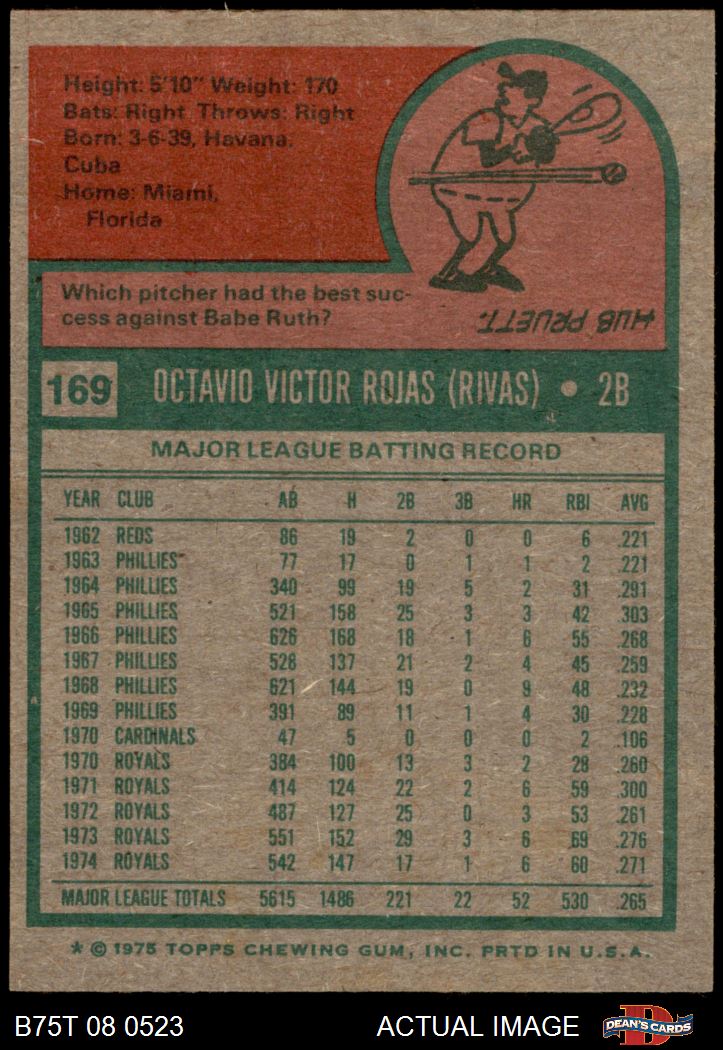 Height: 5'10" Weight: 170
Bats: Right Throws: Right
Born: 3-6-39, Havana,
Cuba
Home: Miami,
Florida
Which pitcher had the best suc-
cess against Babe Ruth?
HUB PRUETT.
169 OCTAVIO VICTOR ROJAS (RIVAS) • 2B
MAJOR LEAGUE BATTING RECORD
YEAR CLUB AB H 2B 3B HR RBI AVG
1962 REDS 86 19 2 0 0 6 .221
1963 PHILLIES 77 17 0 1 1 2 .221
1964 PHILLIES 340 99 19 5 2 31 .291
1965 PHILLIES 521 158 25 3 3 42 .303
1966 PHILLIES 626 168 18 1 6 55 .268
1967 PHILLIES 528 137 21 2 4 45 .259
1968 PHILLIES 621 144 19 0 9 48 .232
1969 PHILLIES 391 89 11 1 4 30 .228
1970 CARDINALS 47 5 0 0 0 2 .106
1970 ROYALS 384 100 13 3 2 28 .260
1971 ROYALS 414 124 22 2 6 59 .300
1972 ROYALS 487 127 25 0 3 53 .261
1973 ROYALS 551 152 29 3 6 69 .276
1974 ROYALS 542 147 17 1 6 60 .271
MAJOR LEAGUE TOTALS 5615 1486 221 22 52 530 .265
* © 1975 TOPPS CHEWING GUM, INC. PRTD IN U.S.A.
B75T 08 0523 ACTUAL IMAGE DEAN'S CARDS